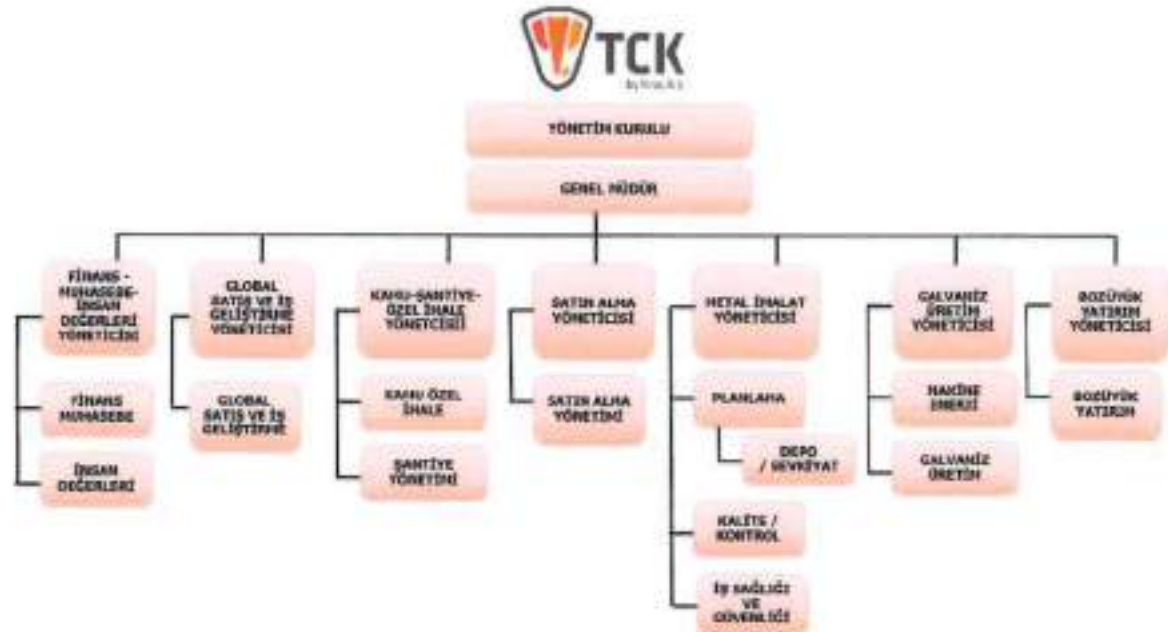 TCK
YÖNETİM KURULU
GENEL MÜDÜR
FİNANS -
MUHASEBE-
İNSAN
DEĞERLERİ
YÖNETİCİSİ
GLOBAL
SATIŞ VE İŞ
GELİŞTİRME
YÖNETİCİSİ
KAMU-ŞANTİYE-
ÖZEL İHALE
YÖNETCİSİ
SATIN ALMA
YÖNETİCİSİ
METAL İMALAT
YÖNETİCİSİ
GALVANİZ
ÜRETİM
YÖNETİCİSİ
BOZÜYÜK
YATIRIM
YÖNETİCİSİ
FİNANS
MUHASEBE
GLOBAL
SATIŞ VE İŞ
GELİŞTİRME
KAMU ÖZEL
İHALE
SATIN ALMA
YÖNETİMİ
PLANLAMA
MAKİNE
ENERJİ
BOZÜYÜK
YATIRIM
İNSAN
DEĞERLERİ
ŞANTİYE
YÖNETİMİ
DEPO
/ SEVKİYAT
GALVANİZ
ÜRETİM
KALİTE /
KONTROL
İŞ SAĞLIĞI
VE
GÜVENLİĞİ